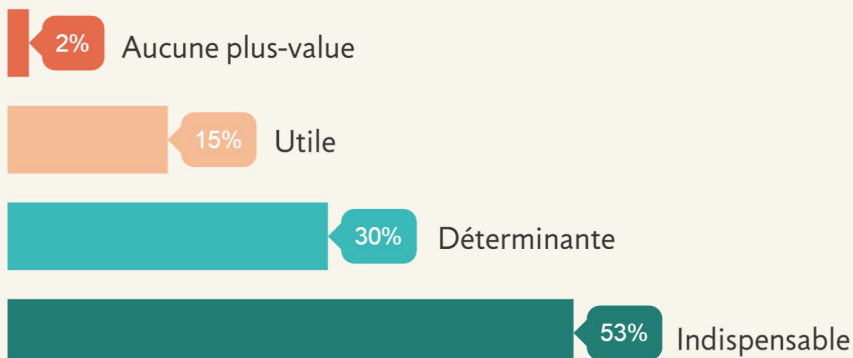 2% Aucune plus-value
15% Utile
30% Déterminante
53% Indispensable